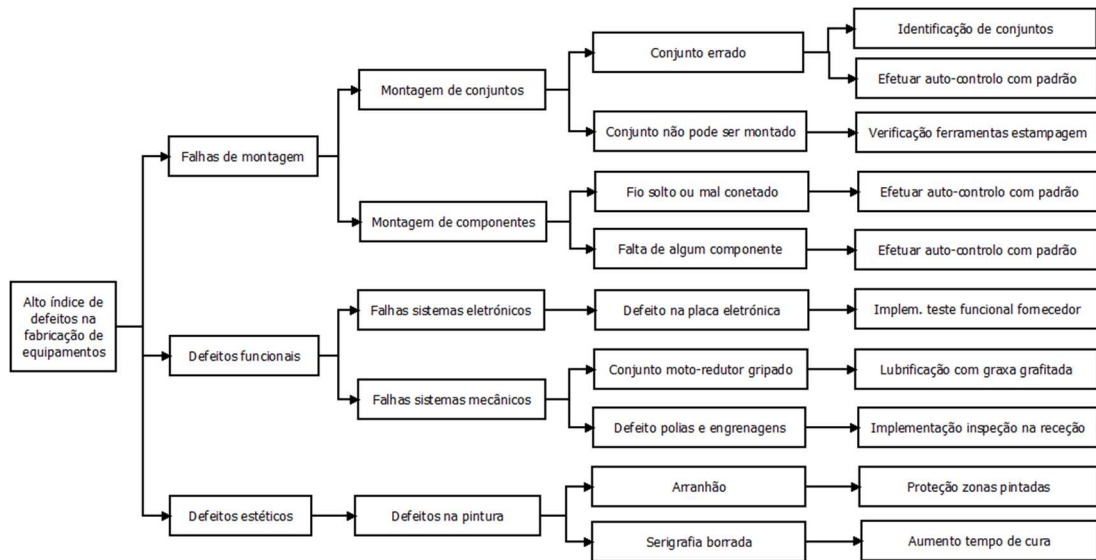 Alto índice de
defeitos na
fabricação de
equipamentos
Falhas de montagem
Montagem de conjuntos
Conjunto errado
Identificação de conjuntos
Efetuar auto-controlo com padrão
Conjunto não pode ser montado
Verificação ferramentas estampagem
Montagem de componentes
Fio solto ou mal conetado
Efetuar auto-controlo com padrão
Falta de algum componente
Efetuar auto-controlo com padrão
Defeitos funcionais
Falhas sistemas eletrónicos
Defeito na placa eletrónica
Implem. teste funcional fornecedor
Falhas sistemas mecânicos
Conjunto moto-redutor gripado
Lubrificação com graxa grafitada
Defeito polias e engrenagens
Implementação inspeção na receção
Defeitos estéticos
Defeitos na pintura
Arranhão
Proteção zonas pintadas
Serigrafia borrada
Aumento tempo de cura